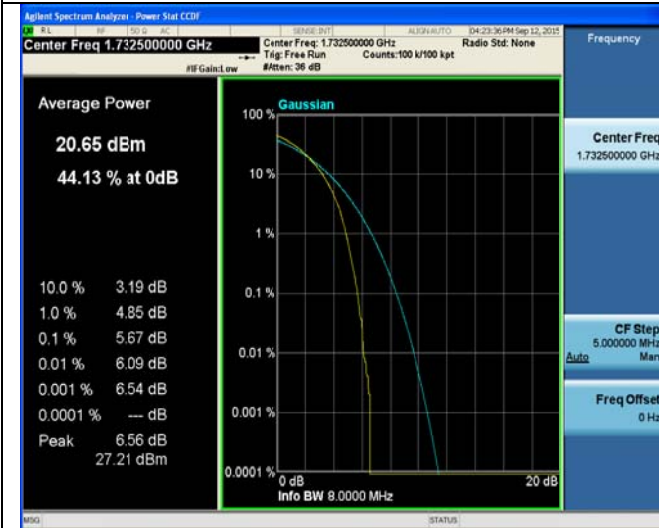 Agilent Spectrum Analyzer - Power Stat CCDF
RL RF 50 Ω AC SENSE:INT ALIGN AUTO 04:23:36 PM Sep 12, 2015
Center Freq 1.732500000 GHz
Center Freq: 1.732500000 GHz Radio Std: None
Trig: Free Run Counts:100 k/100 kpt
#IFGain:Low #Atten: 36 dB
Frequency
Average Power
20.65 dBm
44.13 % at 0dB
10.0 % 3.19 dB
1.0 % 4.85 dB
0.1 % 5.67 dB
0.01 % 6.09 dB
0.001 % 6.54 dB
0.0001 % --- dB
Peak 6.56 dB
27.21 dBm
Gaussian
100 %
10 %
1 %
0.1 %
0.01 %
0.001 %
0.0001 %
0 dB 20 dB
Info BW 8.0000 MHz
Center Freq
1.732500000 GHz
CF Step
5.000000 MHz
Auto Man
Freq Offset
0 Hz
MSG STATUS